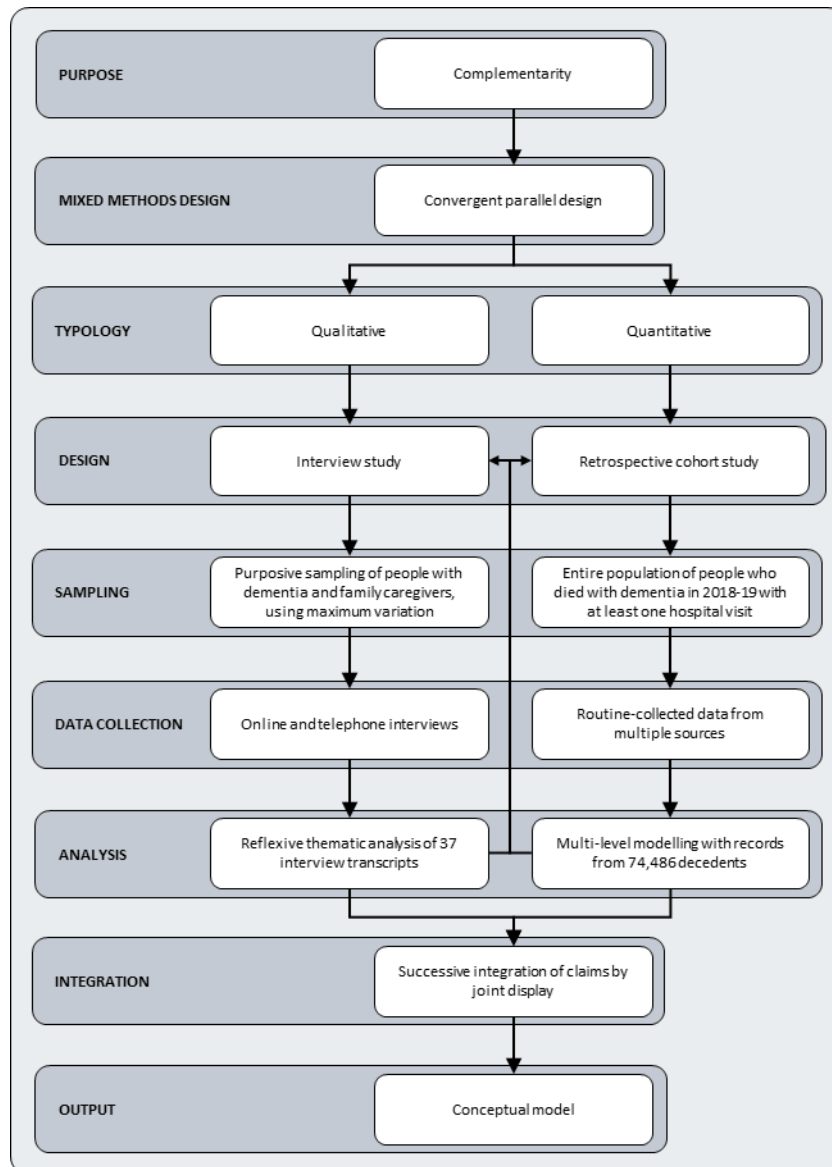 PURPOSE
Complementarity
MIXED METHODS DESIGN
Convergent parallel design
TYPOLOGY
Qualitative
Quantitative
DESIGN
Interview study
Retrospective cohort study
SAMPLING
Purposive sampling of people with
dementia and family caregivers,
using maximum variation
Entire population of people who
died with dementia in 2018-19 with
at least one hospital visit
DATA COLLECTION
Online and telephone interviews
Routine-collected data from
multiple sources
ANALYSIS
Reflexive thematic analysis of 37
interview transcripts
Multi-level modelling with records
from 74,486 decedents
INTEGRATION
Successive integration of claims by
joint display
OUTPUT
Conceptual model